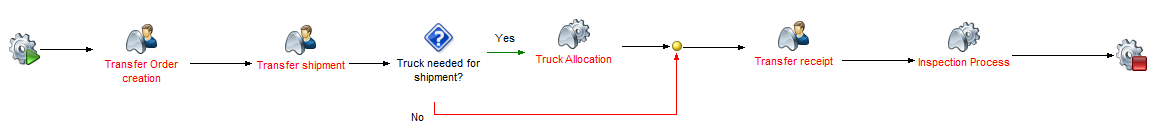 Transfer Order
creation
Transfer shipment
Truck needed for
shipment?
Yes
No
Truck Allocation
Transfer receipt
Inspection Process